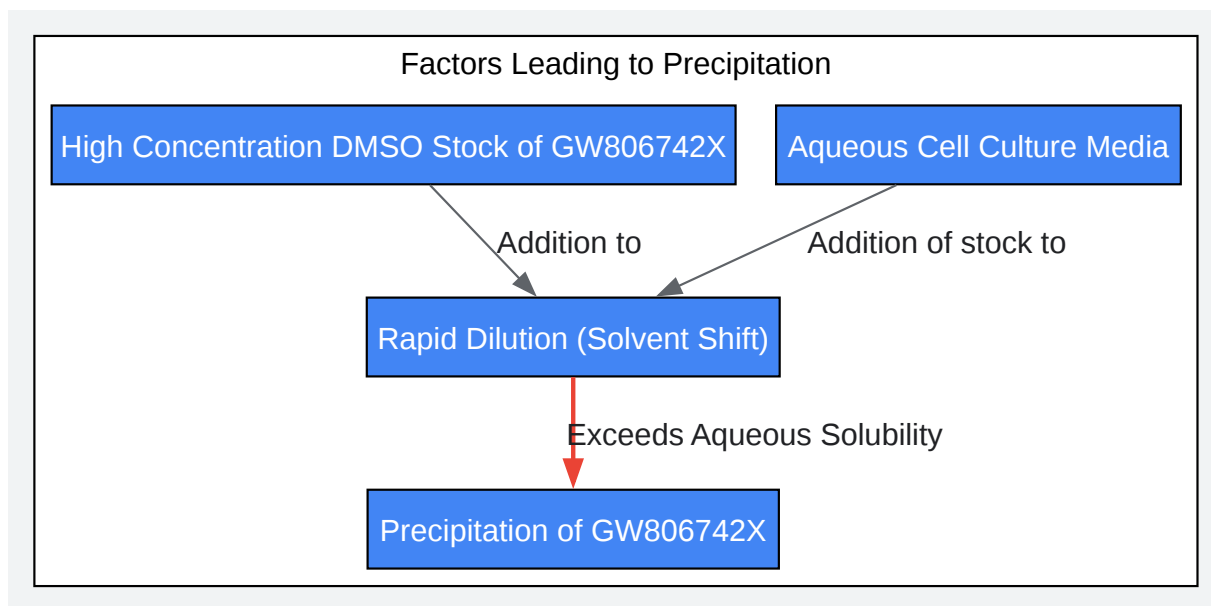 Factors Leading to Precipitation
High Concentration DMSO Stock of GW806742X
Aqueous Cell Culture Media
Addition to
Addition of stock to
Rapid Dilution (Solvent Shift)
Exceeds Aqueous Solubility
Precipitation of GW806742X